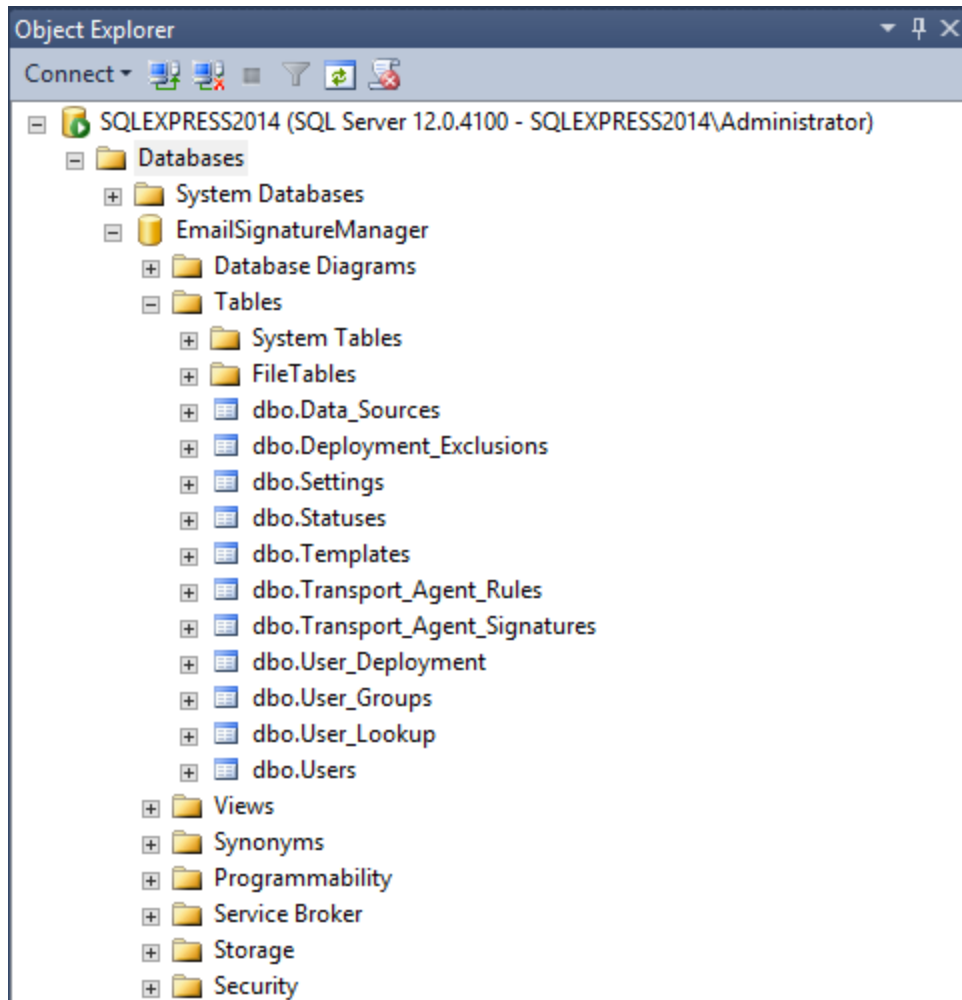 Object Explorer
Connect
SQLEXPRESS2014 (SQL Server 12.0.4100 - SQLEXPRESS2014\Administrator)
Databases
System Databases
EmailSignatureManager
Database Diagrams
Tables
System Tables
FileTables
dbo.Data_Sources
dbo.Deployment_Exclusions
dbo.Settings
dbo.Statuses
dbo.Templates
dbo.Transport_Agent_Rules
dbo.Transport_Agent_Signatures
dbo.User_Deployment
dbo.User_Groups
dbo.User_Lookup
dbo.Users
Views
Synonyms
Programmability
Service Broker
Storage
Security